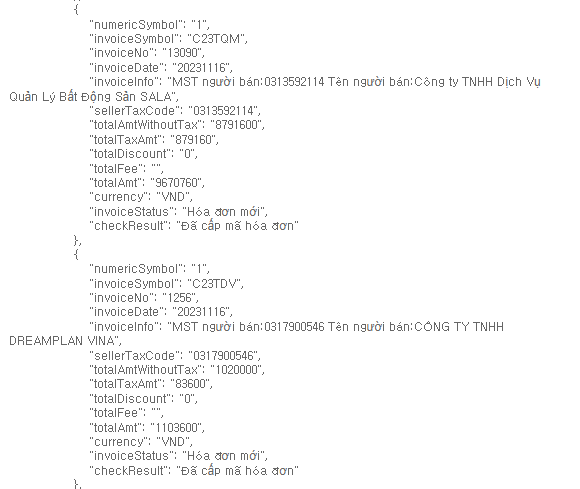 {
"numericSymbol": "1",
"invoiceSymbol": "C23TQM",
"invoiceNo": "13090",
"invoiceDate": "20231116",
"invoiceInfo": "MST người bán:0313592114 Tên người bán:Công ty TNHH Dịch Vụ
Quản Lý Bất Động Sản SALA",
"sellerTaxCode": "0313592114",
"totalAmtWithoutTax": "8791600",
"totalTaxAmt": "879160",
"totalDiscount": "0",
"totalFee": "",
"totalAmt": "9670760",
"currency": "VND",
"invoiceStatus": "Hóa đơn mới",
"checkResult": "Đã cấp mã hóa đơn"
},
{
"numericSymbol": "1",
"invoiceSymbol": "C23TDV",
"invoiceNo": "1256",
"invoiceDate": "20231116",
"invoiceInfo": "MST người bán:0317900546 Tên người bán:CÔNG TY TNHH
DREAMPLAN VINA",
"sellerTaxCode": "0317900546",
"totalAmtWithoutTax": "1020000",
"totalTaxAmt": "83600",
"totalDiscount": "0",
"totalFee": "",
"totalAmt": "1103600",
"currency": "VND",
"invoiceStatus": "Hóa đơn mới",
"checkResult": "Đã cấp mã hóa đơn"
},